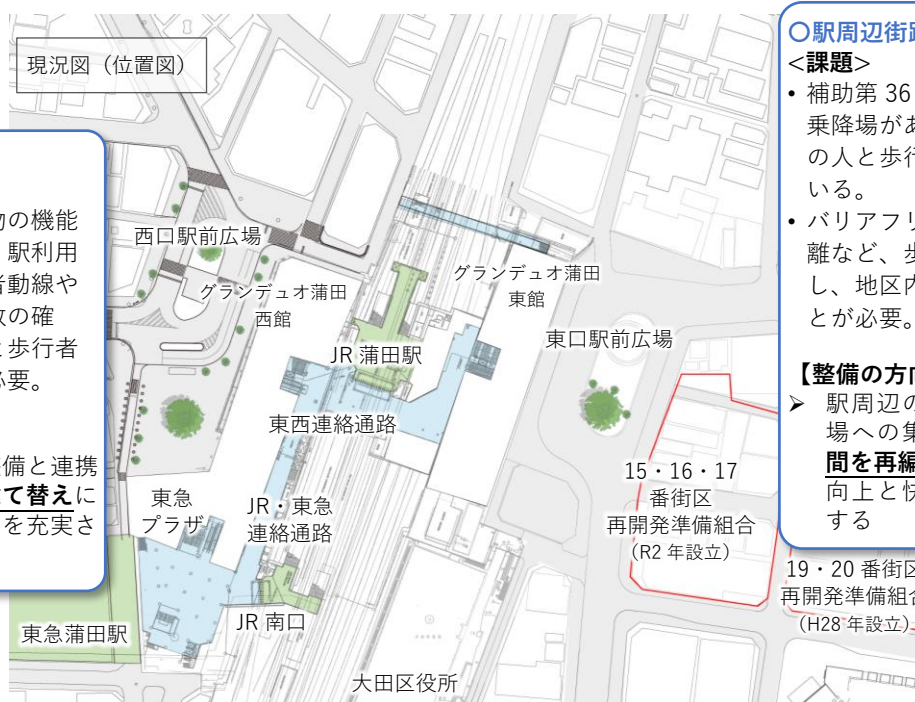 現況図（位置図）
物の機能
駅利用
者動線や
数の確
と歩行者
必要。
整備と連携
て替えに
を充実さ
西口駅前広場
グランデュオ蒲田
西館
グランデュオ蒲田
東館
JR 蒲田駅
東口駅前広場
東西連絡通路
東急
プラザ
JR・東急
連絡通路
15・16・17
番街区
再開発準備組合
（R2 年設立）
東急蒲田駅
JR 南口
大田区役所
19・20 番街区
再開発準備組合
（H28 年設立）
〇駅周辺街路
<課題>
• 補助第 36
乗降場があ
の人と歩行
いる。
• バリアフリ
離など、歩
し、地区内
とが必要。
【整備の方向
➢ 駅周辺の
場への集
間を再編
向上と快
する